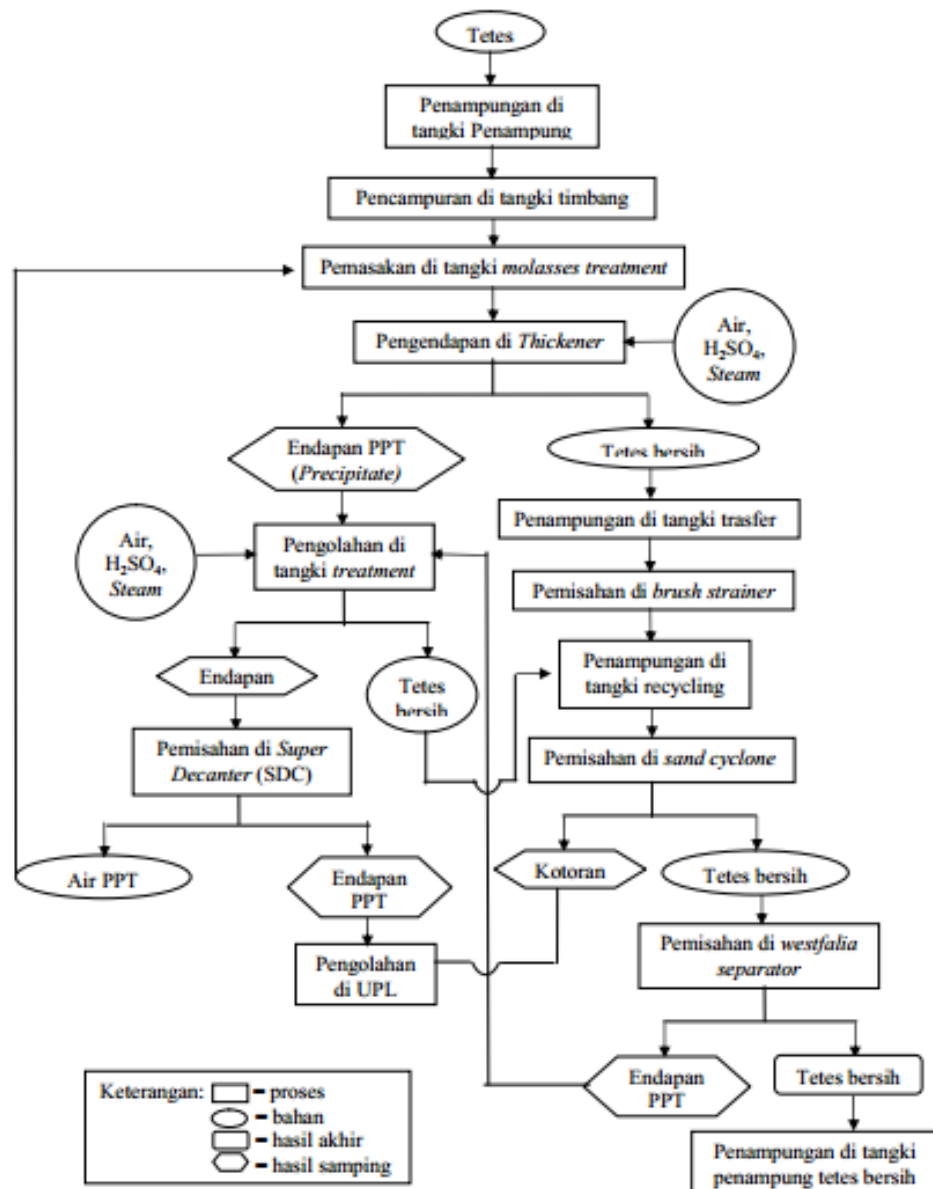 Tetes
Penampungan di
tangki Penampung
Pencampuran di tangki timbang
Pemasakan di tangki molasses treatment
Pengendapan di Thickener
Air,
H₂SO₄,
Steam
Endapan PPT
(Precipitate)
Tetes bersih
Air,
H₂SO₄,
Steam
Pengolahan di
tangki treatment
Penampungan di tangki trasfer
Pemisahan di brush strainer
Endapan
Tetes
bersih
Penampungan di
tangki recycling
Pemisahan di Super
Decanter (SDC)
Pemisahan di sand cyclone
Air PPT
Endapan
PPT
Kotoran
Tetes bersih
Pengolahan
di UPL
Pemisahan di westfalia
separator
Endapan
PPT
Tetes bersih
Penampungan di tangki
penampung tetes bersih
Keterangan: = proses
= bahan
= hasil akhir
= hasil samping